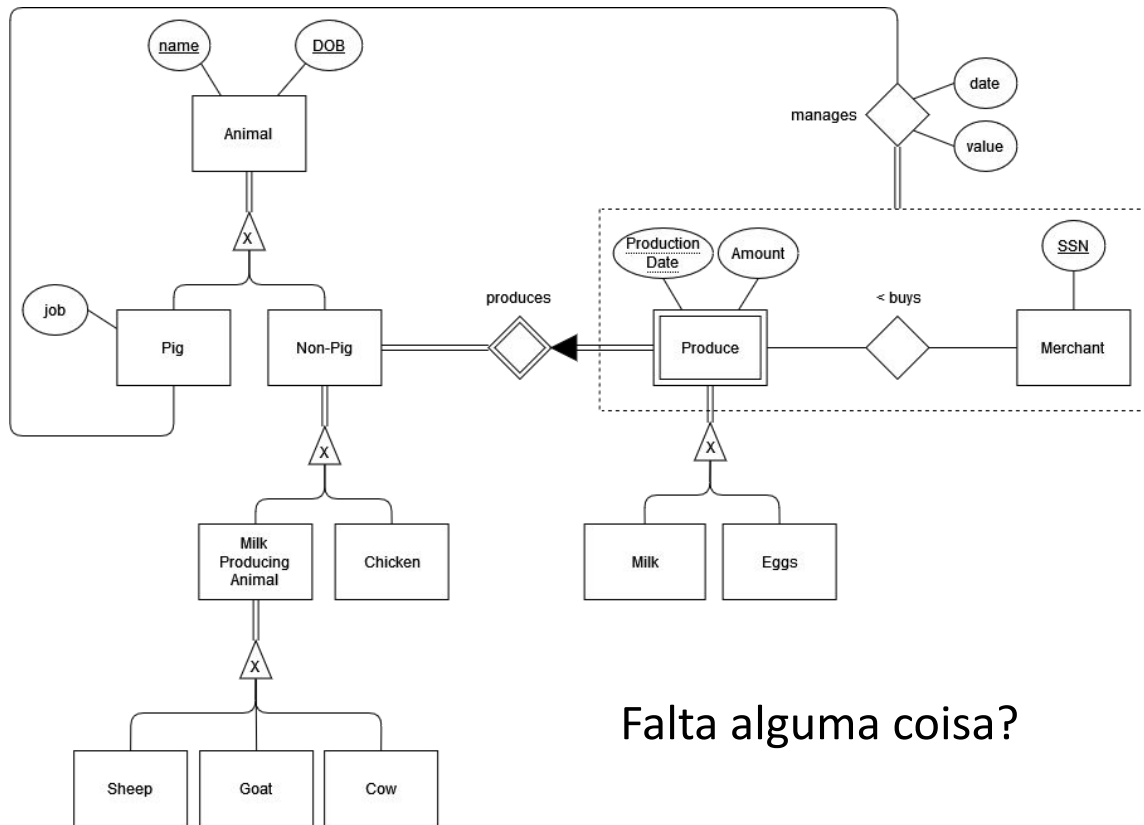 name
DOB
date
manages
value
Animal
X
Production
Date
Amount
SSN
job
produces
< buys
Pig
Non-Pig
Produce
Merchant
X
X
Milk
Producing
Animal
Chicken
Milk
Eggs
X
Falta alguma coisa?
Sheep
Goat
Cow